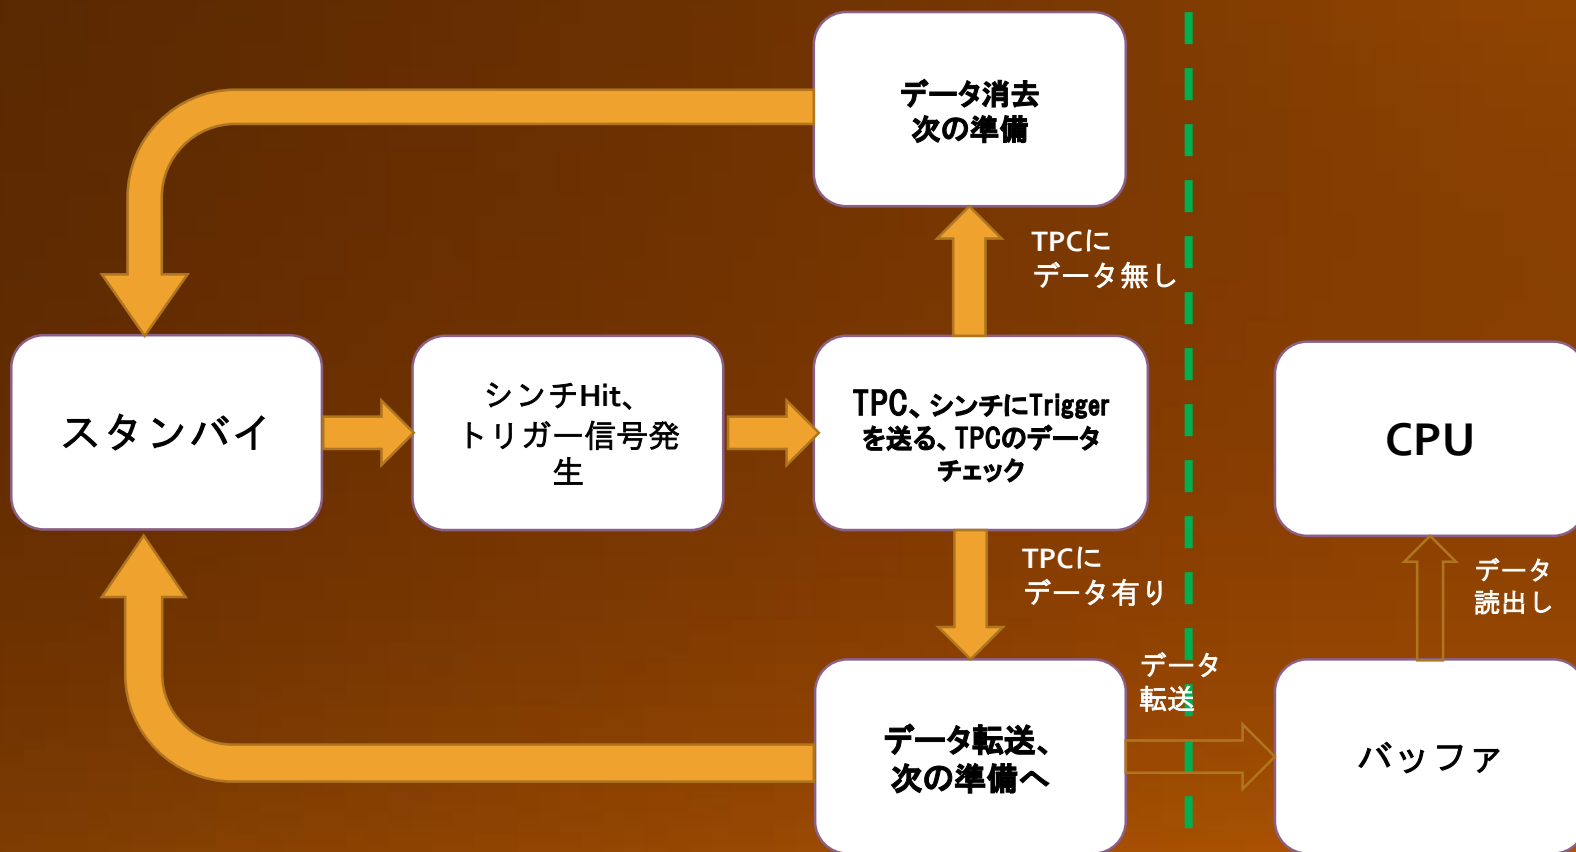 データ消去
次の準備
TPCに
データ無し
スタンバイ
シンチHit、
トリガー信号発
生
TPC、シンチにTrigger
を送る、TPCのデータ
チェック
CPU
TPCに
データ有り
データ
読出し
データ
転送
データ転送、
次の準備へ
バッファ